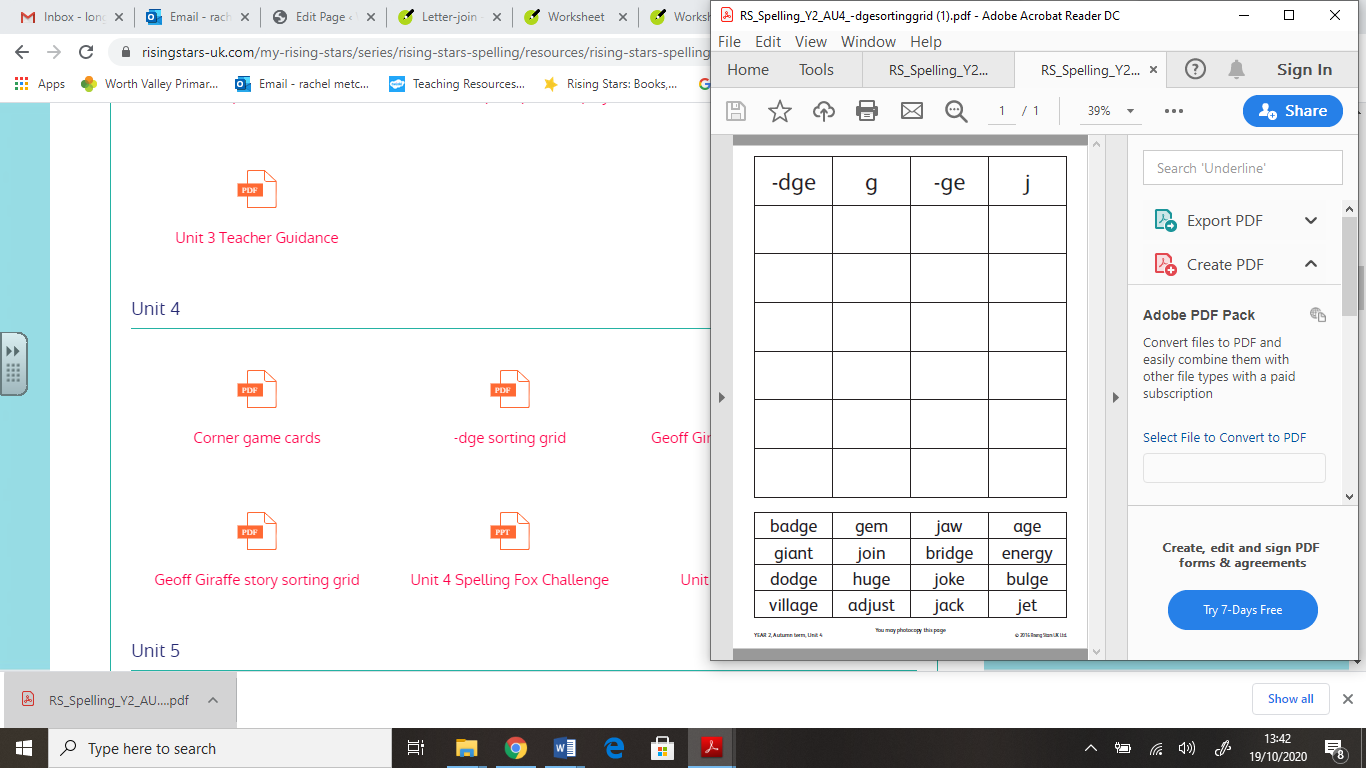 Inbox - long
Email - rach
Edit Page ‹
Letter-join
Worksheet
Worksh
risingstars-uk.com/my-rising-stars/series/rising-stars-spelling/resources/rising-stars-spelling
Apps
Worth Valley Primar...
Email - rachel metc...
Teaching Resources...
Rising Stars: Books,...
Unit 3 Teacher Guidance
Unit 4
Corner game cards
-dge sorting grid
Geoff Gir
Geoff Giraffe story sorting grid
Unit 4 Spelling Fox Challenge
Unit
Unit 5
RS_Spelling_Y2_AU4_-dgesortinggrid (1).pdf - Adobe Acrobat Reader DC
File Edit View Window Help
Home Tools RS_Spelling_Y2... RS_Spelling_Y2... Sign In
1 / 1 39% Share
-dge g -ge j
badge gem jaw age
giant join bridge energy
dodge huge joke bulge
village adjust jack jet
YEAR 2, Autumn term, Unit 4
You may photocopy this page
© 2016 Rising Stars UK Ltd.
Search 'Underline'
Export PDF
Create PDF
Adobe PDF Pack
Convert files to PDF and
easily combine them with
other file types with a paid
subscription
Select File to Convert to PDF
Create, edit and sign PDF
forms & agreements
Try 7-Days Free
RS_Spelling_Y2_AU....pdf
Show all
Type here to search
13:42
19/10/2020
8